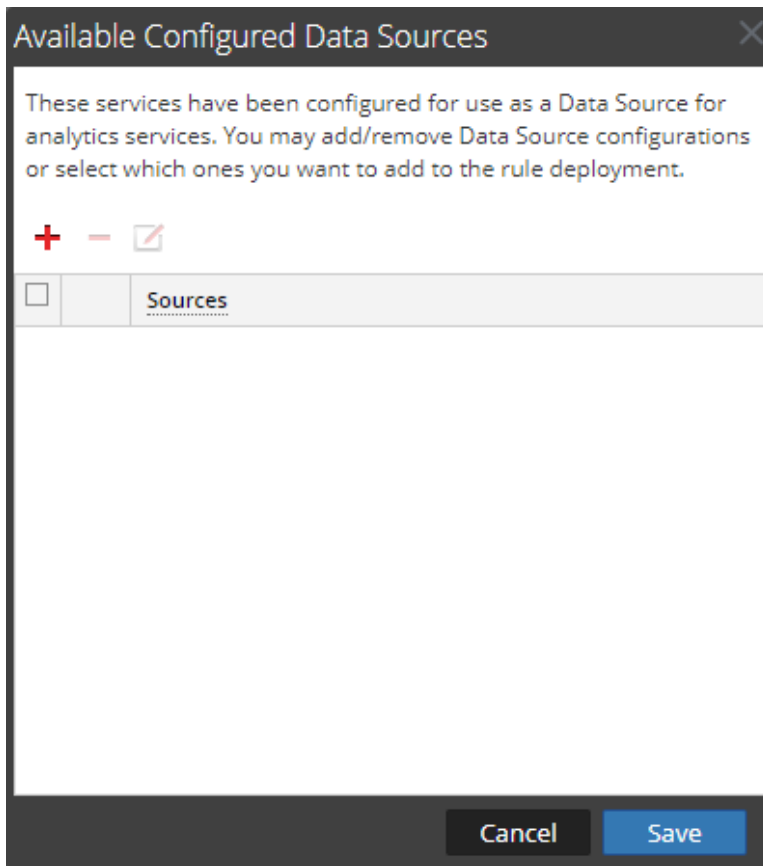 Available Configured Data Sources
These services have been configured for use as a Data Source for
analytics services. You may add/remove Data Source configurations
or select which ones you want to add to the rule deployment.
Sources
Cancel
Save